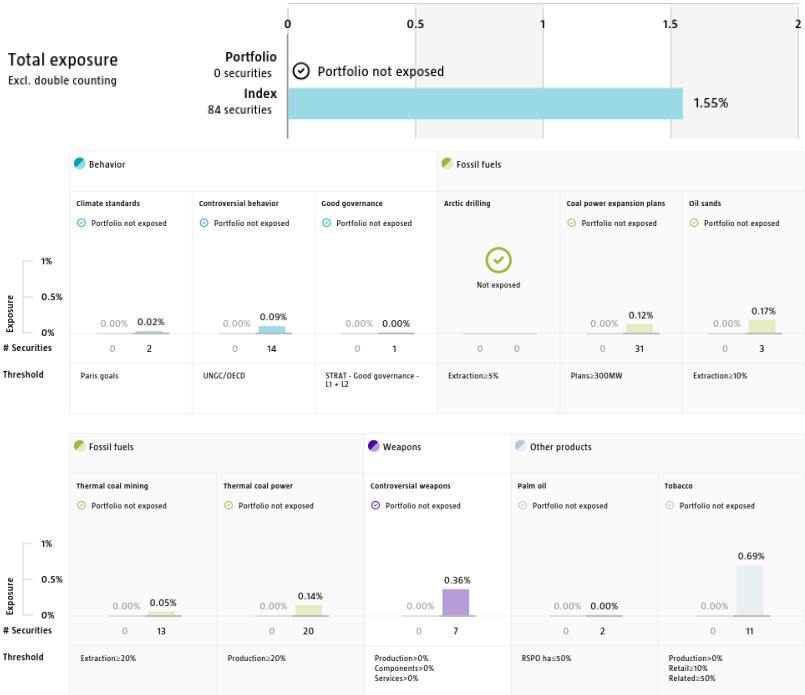 0 0.5 1 1.5 2
Total exposure
Excl. double counting
Portfolio
0 securities
Portfolio not exposed
Index
84 securities
1.55%
Behavior
Fossil fuels
Climate standards
Portfolio not exposed
Controversial behavior
Portfolio not exposed
Good governance
Portfolio not exposed
Arctic drilling
Not exposed
Coal power expansion plans
Portfolio not exposed
Oil sands
Portfolio not exposed
Exposure
1%
0.5%
0%
0.00% 0.02% 0.00% 0.09% 0.00% 0.00% 0.00% 0.12% 0.00% 0.17%
# Securities 0 2 0 14 0 1 0 0 0 31 0 3
Threshold
Paris goals
UNGC/OECD
STRAT - Good governance -
L1 + L2
Extraction≥5%
Plans≥300MW
Extraction≥10%
Fossil fuels
Weapons
Other products
Thermal coal mining
Portfolio not exposed
Thermal coal power
Portfolio not exposed
Controversial weapons
Portfolio not exposed
Palm oil
Portfolio not exposed
Tobacco
Portfolio not exposed
Exposure
1%
0.5%
0%
0.00% 0.05% 0.00% 0.14% 0.00% 0.36% 0.00% 0.00% 0.00% 0.69%
# Securities 0 13 0 20 0 7 0 2 0 11
Threshold
Extraction≥20%
Production≥20%
Production>0%
Components>0%
Services>0%
RSPO ha≤50%
Production>0%
Retail≥10%
Related≥50%